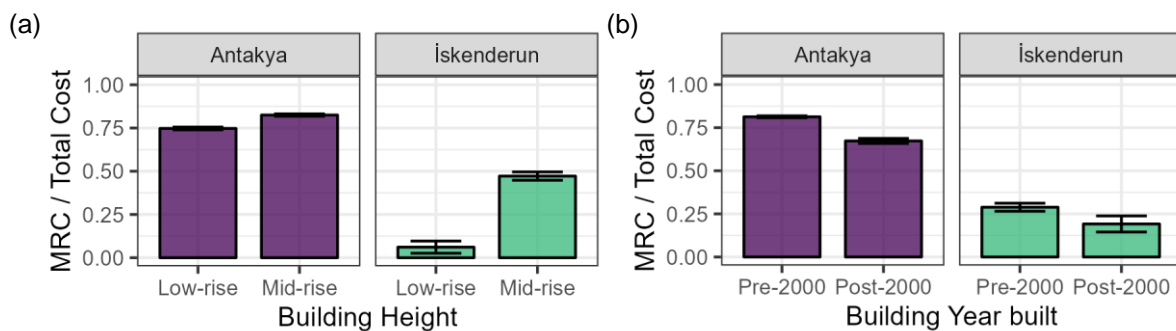 (a)
Antakya
İskenderun
MRC / Total Cost
1.00
0.75
0.50
0.25
0.00
Low-rise Mid-rise Low-rise Mid-rise
Building Height
(b)
Antakya
İskenderun
MRC / Total Cost
1.00
0.75
0.50
0.25
0.00
Pre-2000 Post-2000 Pre-2000 Post-2000
Building Year built